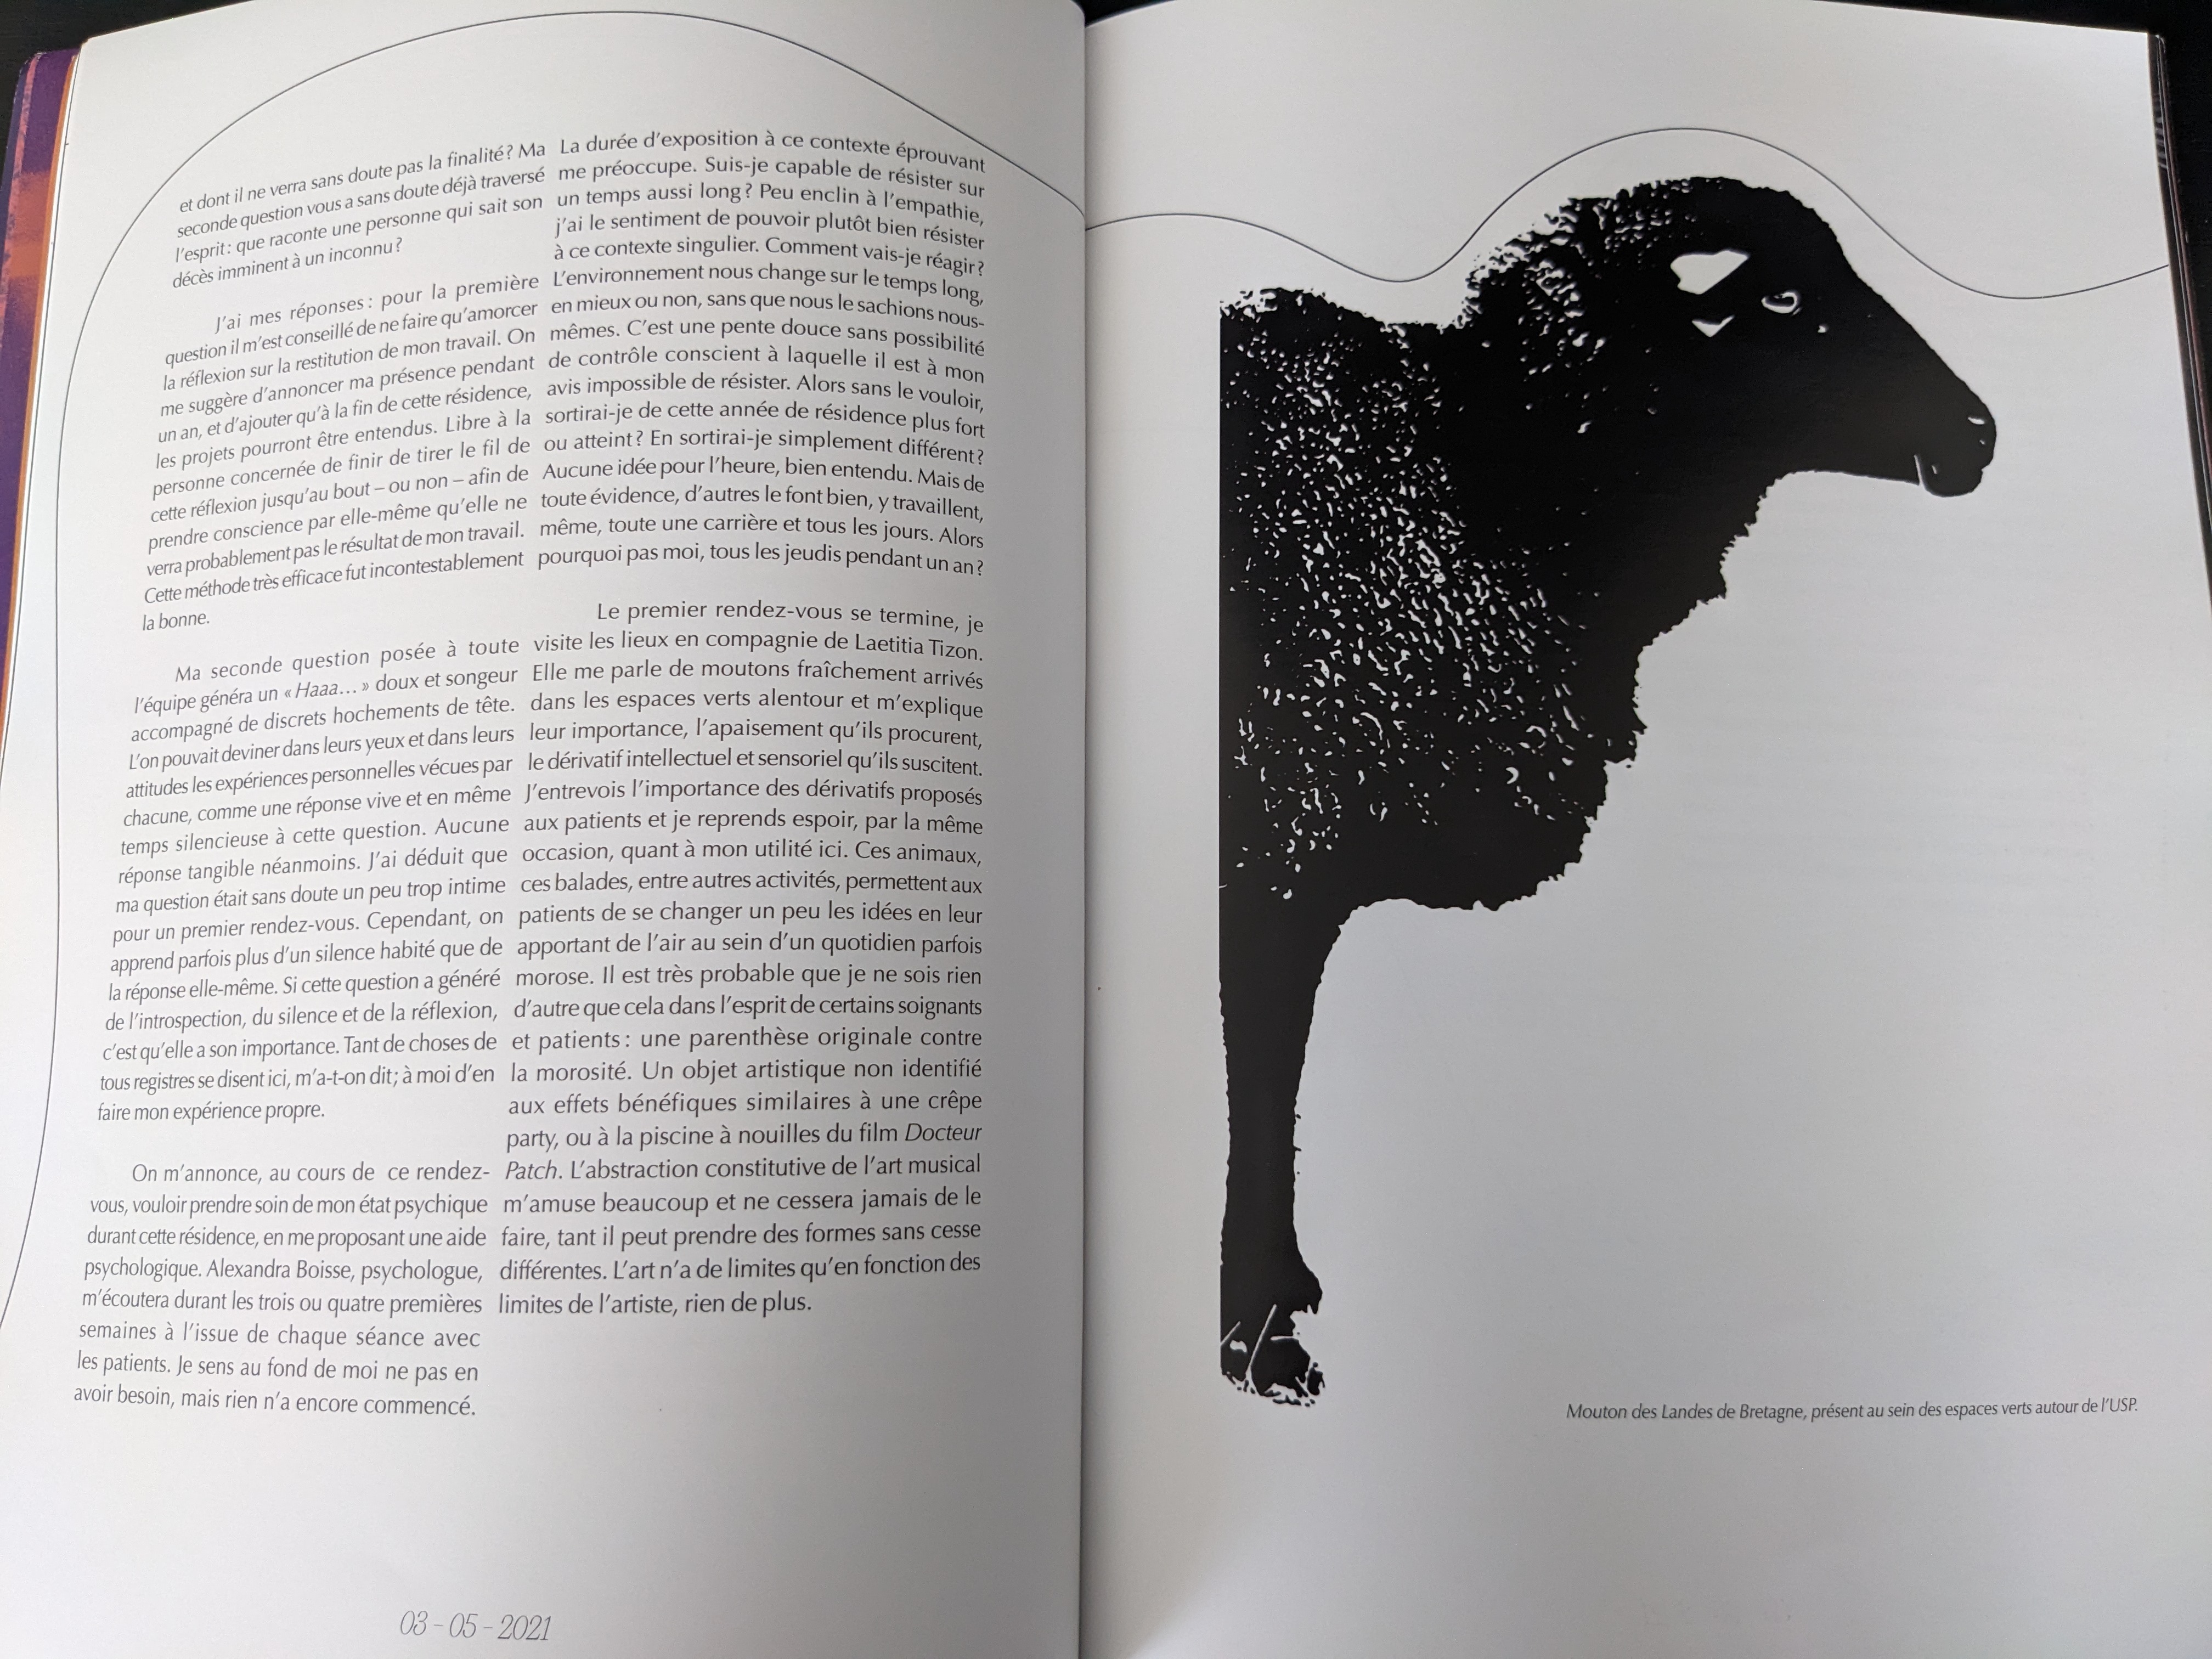 et dont il ne verra sans doute pas la finalité ? Ma
seconde question vous a sans doute déjà traversé
l'esprit : que raconte une personne qui sait son
décès imminent à un inconnu ?
J'ai mes réponses : pour la première
question il m'est conseillé de ne faire qu'amorcer
la réflexion sur la restitution de mon travail. On
me suggère d'annoncer ma présence pendant
un an, et d'ajouter qu'à la fin de cette résidence,
les projets pourront être entendus. Libre à la
personne concernée de finir de tirer le fil de
cette réflexion jusqu'au bout – ou non – afin de
prendre conscience par elle-même qu'elle ne
verra probablement pas le résultat de mon travail.
Cette méthode très efficace fut incontestablement
la bonne.
Ma seconde question posée à toute
l'équipe généra un « Haaa… » doux et songeur
accompagné de discrets hochements de tête.
L'on pouvait deviner dans leurs yeux et dans leurs
attitudes les expériences personnelles vécues par
chacune, comme une réponse vive et en même
temps silencieuse à cette question. Aucune
réponse tangible néanmoins. J'ai déduit que
ma question était sans doute un peu trop intime
pour un premier rendez-vous. Cependant, on
apprend parfois plus d'un silence habité que de
la réponse elle-même. Si cette question a généré
de l'introspection, du silence et de la réflexion,
c'est qu'elle a son importance. Tant de choses de
tous registres se disent ici, m'a-t-on dit ; à moi d'en
faire mon expérience propre.
On m'annonce, au cours de ce rendez-
vous, vouloir prendre soin de mon état psychique
durant cette résidence, en me proposant une aide
psychologique. Alexandra Boisse, psychologue,
m'écoutera durant les trois ou quatre premières
semaines à l'issue de chaque séance avec
les patients. Je sens au fond de moi ne pas en
avoir besoin, mais rien n'a encore commencé.
La durée d'exposition à ce contexte éprouvant
me préoccupe. Suis-je capable de résister sur
un temps aussi long ? Peu enclin à l'empathie,
j'ai le sentiment de pouvoir plutôt bien résister
à ce contexte singulier. Comment vais-je réagir ?
L'environnement nous change sur le temps long,
en mieux ou non, sans que nous le sachions nous-
mêmes. C'est une pente douce sans possibilité
de contrôle conscient à laquelle il est à mon
avis impossible de résister. Alors sans le vouloir,
sortirai-je de cette année de résidence plus fort
ou atteint ? En sortirai-je simplement différent ?
Aucune idée pour l'heure, bien entendu. Mais de
toute évidence, d'autres le font bien, y travaillent,
même, toute une carrière et tous les jours. Alors
pourquoi pas moi, tous les jeudis pendant un an ?
Le premier rendez-vous se termine, je
visite les lieux en compagnie de Laetitia Tizon.
Elle me parle de moutons fraîchement arrivés
dans les espaces verts alentour et m'explique
leur importance, l'apaisement qu'ils procurent,
le dérivatif intellectuel et sensoriel qu'ils suscitent.
J'entrevois l'importance des dérivatifs proposés
aux patients et je reprends espoir, par la même
occasion, quant à mon utilité ici. Ces animaux,
ces balades, entre autres activités, permettent aux
patients de se changer un peu les idées en leur
apportant de l'air au sein d'un quotidien parfois
morose. Il est très probable que je ne sois rien
d'autre que cela dans l'esprit de certains soignants
et patients : une parenthèse originale contre
la morosité. Un objet artistique non identifié
aux effets bénéfiques similaires à une crêpe
party, ou à la piscine à nouilles du film Docteur
Patch. L'abstraction constitutive de l'art musical
m'amuse beaucoup et ne cessera jamais de le
faire, tant il peut prendre des formes sans cesse
différentes. L'art n'a de limites qu'en fonction des
limites de l'artiste, rien de plus.
03 - 05 - 2021
Mouton des Landes de Bretagne, présent au sein des espaces verts autour de l'USP.